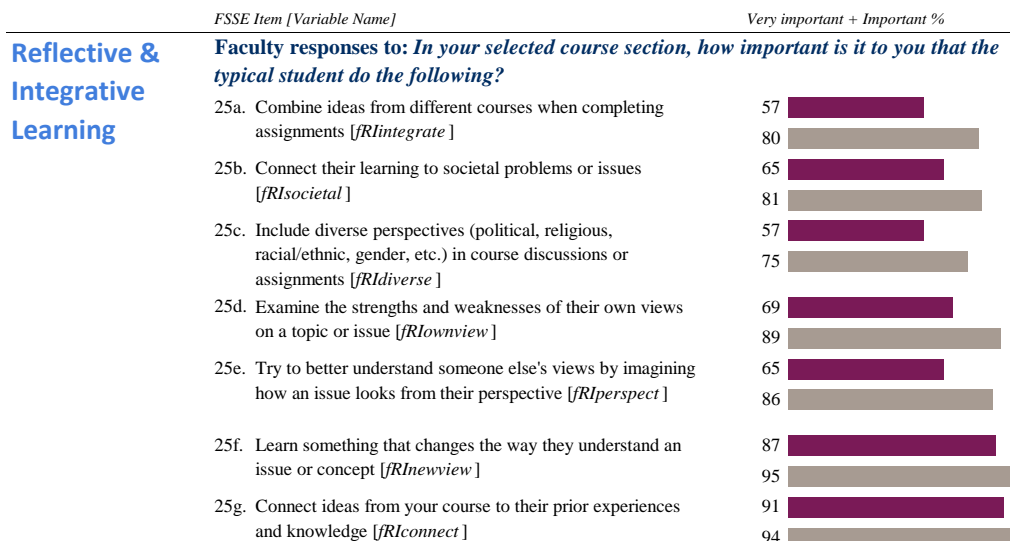 FSSE Item [Variable Name] Very important + Important %
Reflective &
Integrative
Learning
Faculty responses to: In your selected course section, how important is it to you that the
typical student do the following?
25a. Combine ideas from different courses when completing
assignments [fRIintegrate]
57
80
25b. Connect their learning to societal problems or issues
[fRIsocietal]
65
81
25c. Include diverse perspectives (political, religious,
racial/ethnic, gender, etc.) in course discussions or
assignments [fRIdiverse]
57
75
25d. Examine the strengths and weaknesses of their own views
on a topic or issue [fRIownview]
69
89
25e. Try to better understand someone else's views by imagining
how an issue looks from their perspective [fRIperspect]
65
86
25f. Learn something that changes the way they understand an
issue or concept [fRInewview]
87
95
25g. Connect ideas from your course to their prior experiences
and knowledge [fRIconnect]
91
94